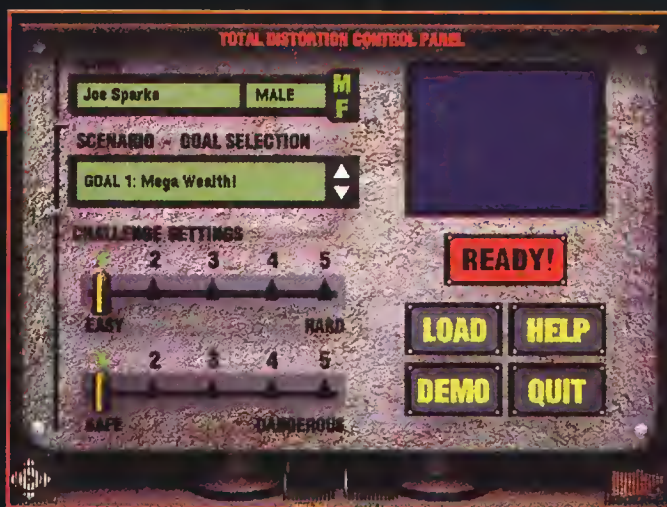 TOTAL DISTORTION CONTROL PANEL
Joe Sparks MALE M F
SCENARIO ~ GOAL SELECTION
GOAL 1: Mega Wealth!
CHALLENGE SETTINGS
2 3 4 5
EASY HARD
2 3 4 5
SAFE DANGEROUS
READY!
LOAD HELP
DEMO QUIT